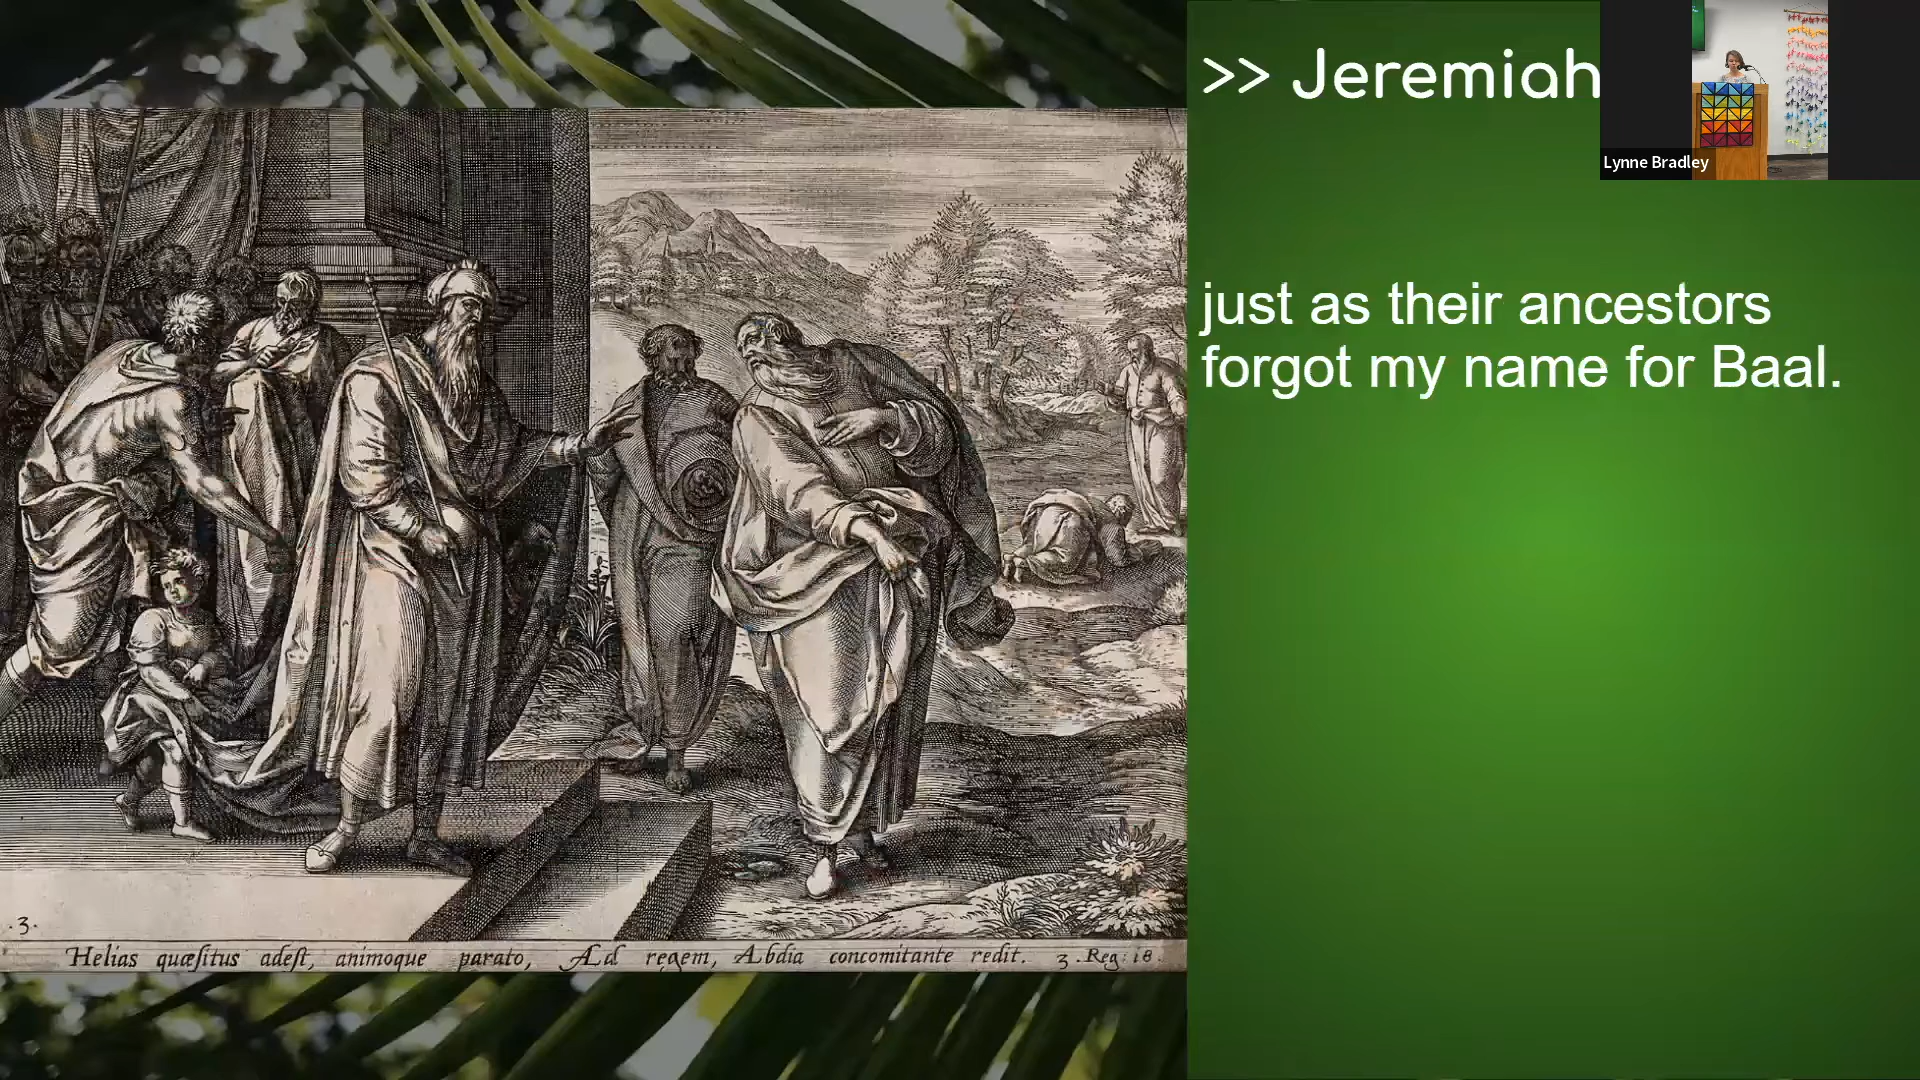 >> Jeremiah
Lynne Bradley
just as their ancestors
forgot my name for Baal.
.3.
Helias quæſitus adeſt, animoque parato, Ad regem, Abdia concomitante redit. 3. Reg: 18.